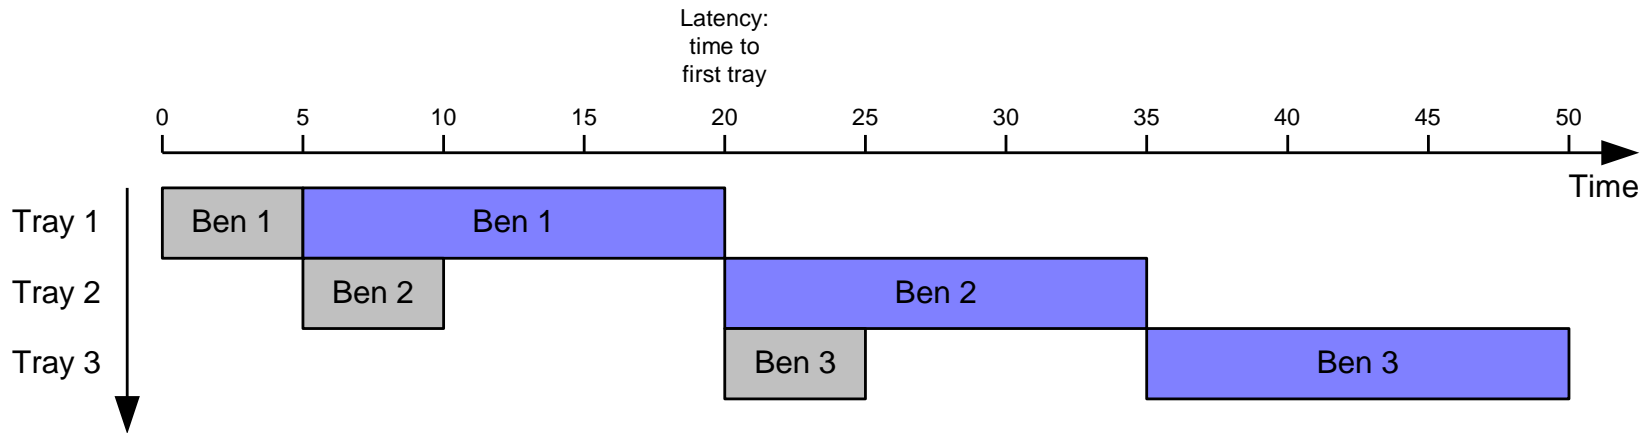 Latency:
time to
first tray
0 5 10 15 20 25 30 35 40 45 50
Time
Tray 1 Ben 1 Ben 1
Tray 2 Ben 2 Ben 2
Tray 3 Ben 3 Ben 3